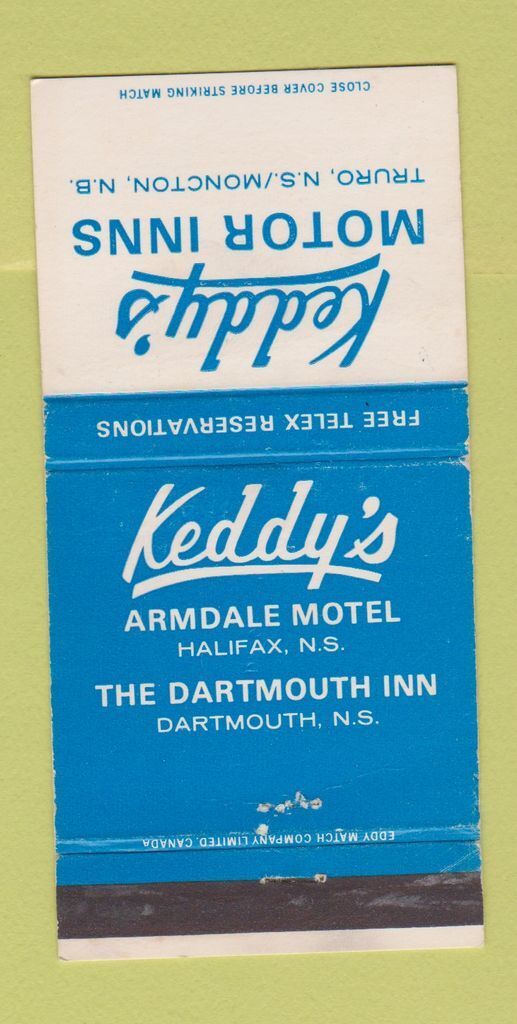 CLOSE COVER BEFORE STRIKING MATCH
TRURO, N.S./MONCTON, N.B.
MOTOR INNS
Keddy's
FREE TELEX RESERVATIONS
Keddy's
ARMDALE MOTEL
HALIFAX, N.S.
THE DARTMOUTH INN
DARTMOUTH, N.S.
EDDY MATCH COMPANY LIMITED, CANADA